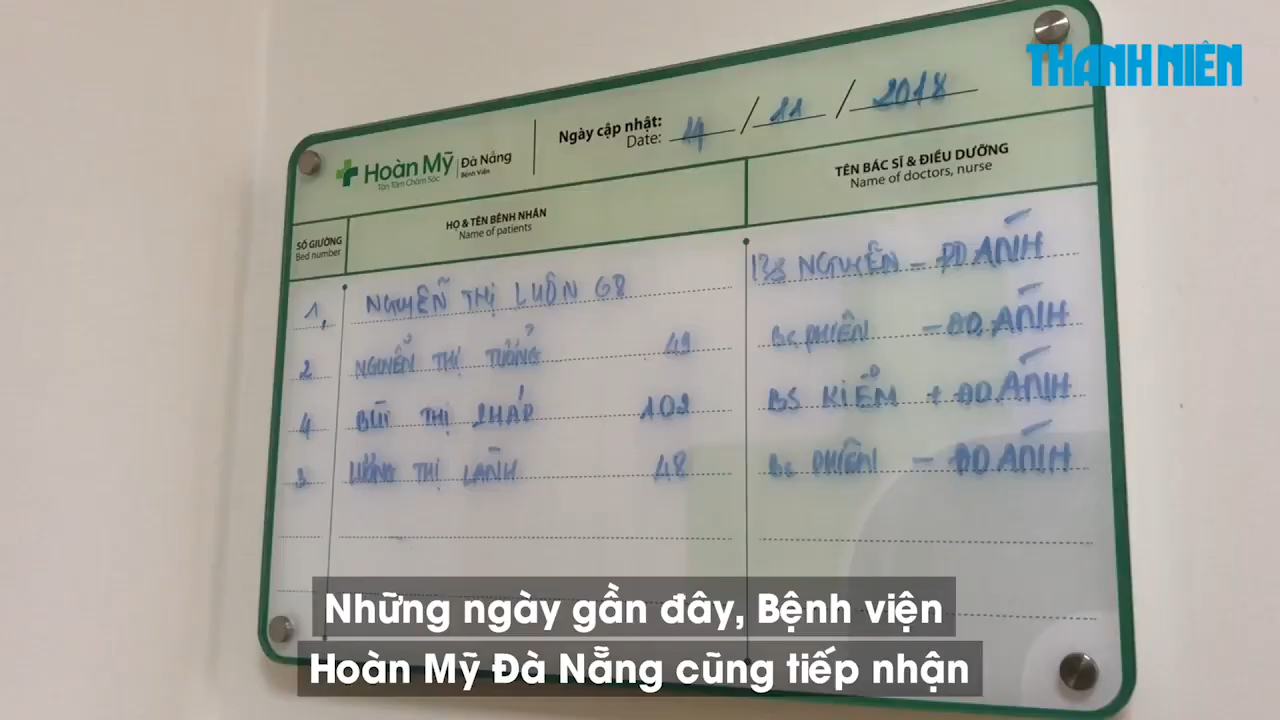 THANH NIÊN
Hoàn Mỹ Đà Nẵng
Tận Tâm Chăm Sóc Bệnh Viện
Ngày cập nhật:
Date: 4 / 11 / 2018
SỐ GIƯỜNG
Bed number
HỌ & TÊN BỆNH NHÂN
Name of patients
TÊN BÁC SĨ & ĐIỀU DƯỠNG
Name of doctors, nurse
1, NGUYỄN THỊ LUÔN 68 BS NGUYÊN - ĐD ÁNH
2 NGUYỄN THỊ TƯỞNG 49 BS PHIÊN - ĐD ÁNH
4 BÙI THỊ 102 BS KIỂM + ĐD ÁNH
3 LƯƠNG THỊ LÀNH 48 BS PHIÊN - ĐD ÁNH
Những ngày gần đây, Bệnh viện
Hoàn Mỹ Đà Nẵng cũng tiếp nhận